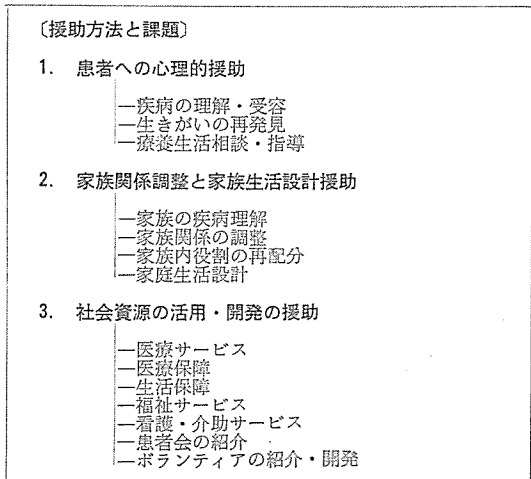 〔援助方法と課題〕
1. 患者への心理的援助
―疾病の理解・受容
―生きがいの再発見
―療養生活相談・指導
2. 家族関係調整と家族生活設計援助
―家族の疾病理解
―家族関係の調整
―家族内役割の再配分
―家庭生活設計
3. 社会資源の活用・開発の援助
―医療サービス
―医療保障
―生活保障
―福祉サービス
―看護・介助サービス
―患者会の紹介
―ボランティアの紹介・開発